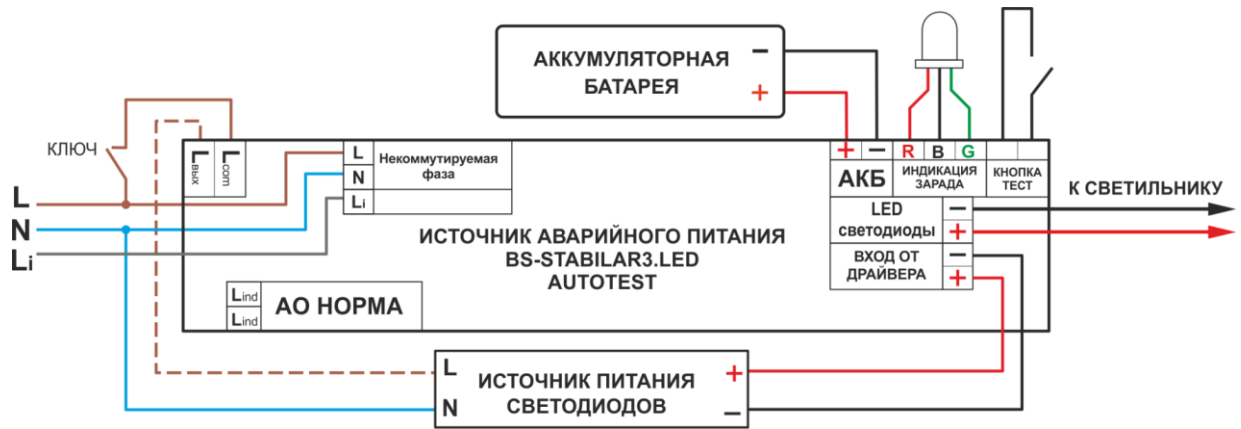 АККУМУЛЯТОРНАЯ −
БАТАРЕЯ +
КЛЮЧ
Lвых
Lcom
L Некоммутируемая
фаза
N
Li
L
N
Li
+ − R B G
АКБ ИНДИКАЦИЯ ЗАРАДА КНОПКА ТЕСТ
К СВЕТИЛЬНИКУ
LED −
светодиоды +
ВХОД ОТ −
ДРАЙВЕРА +
ИСТОЧНИК АВАРИЙНОГО ПИТАНИЯ
BS-STABILAR3.LED
AUTOTEST
Lind АО НОРМА
Lind
L ИСТОЧНИК ПИТАНИЯ +
N СВЕТОДИОДОВ −